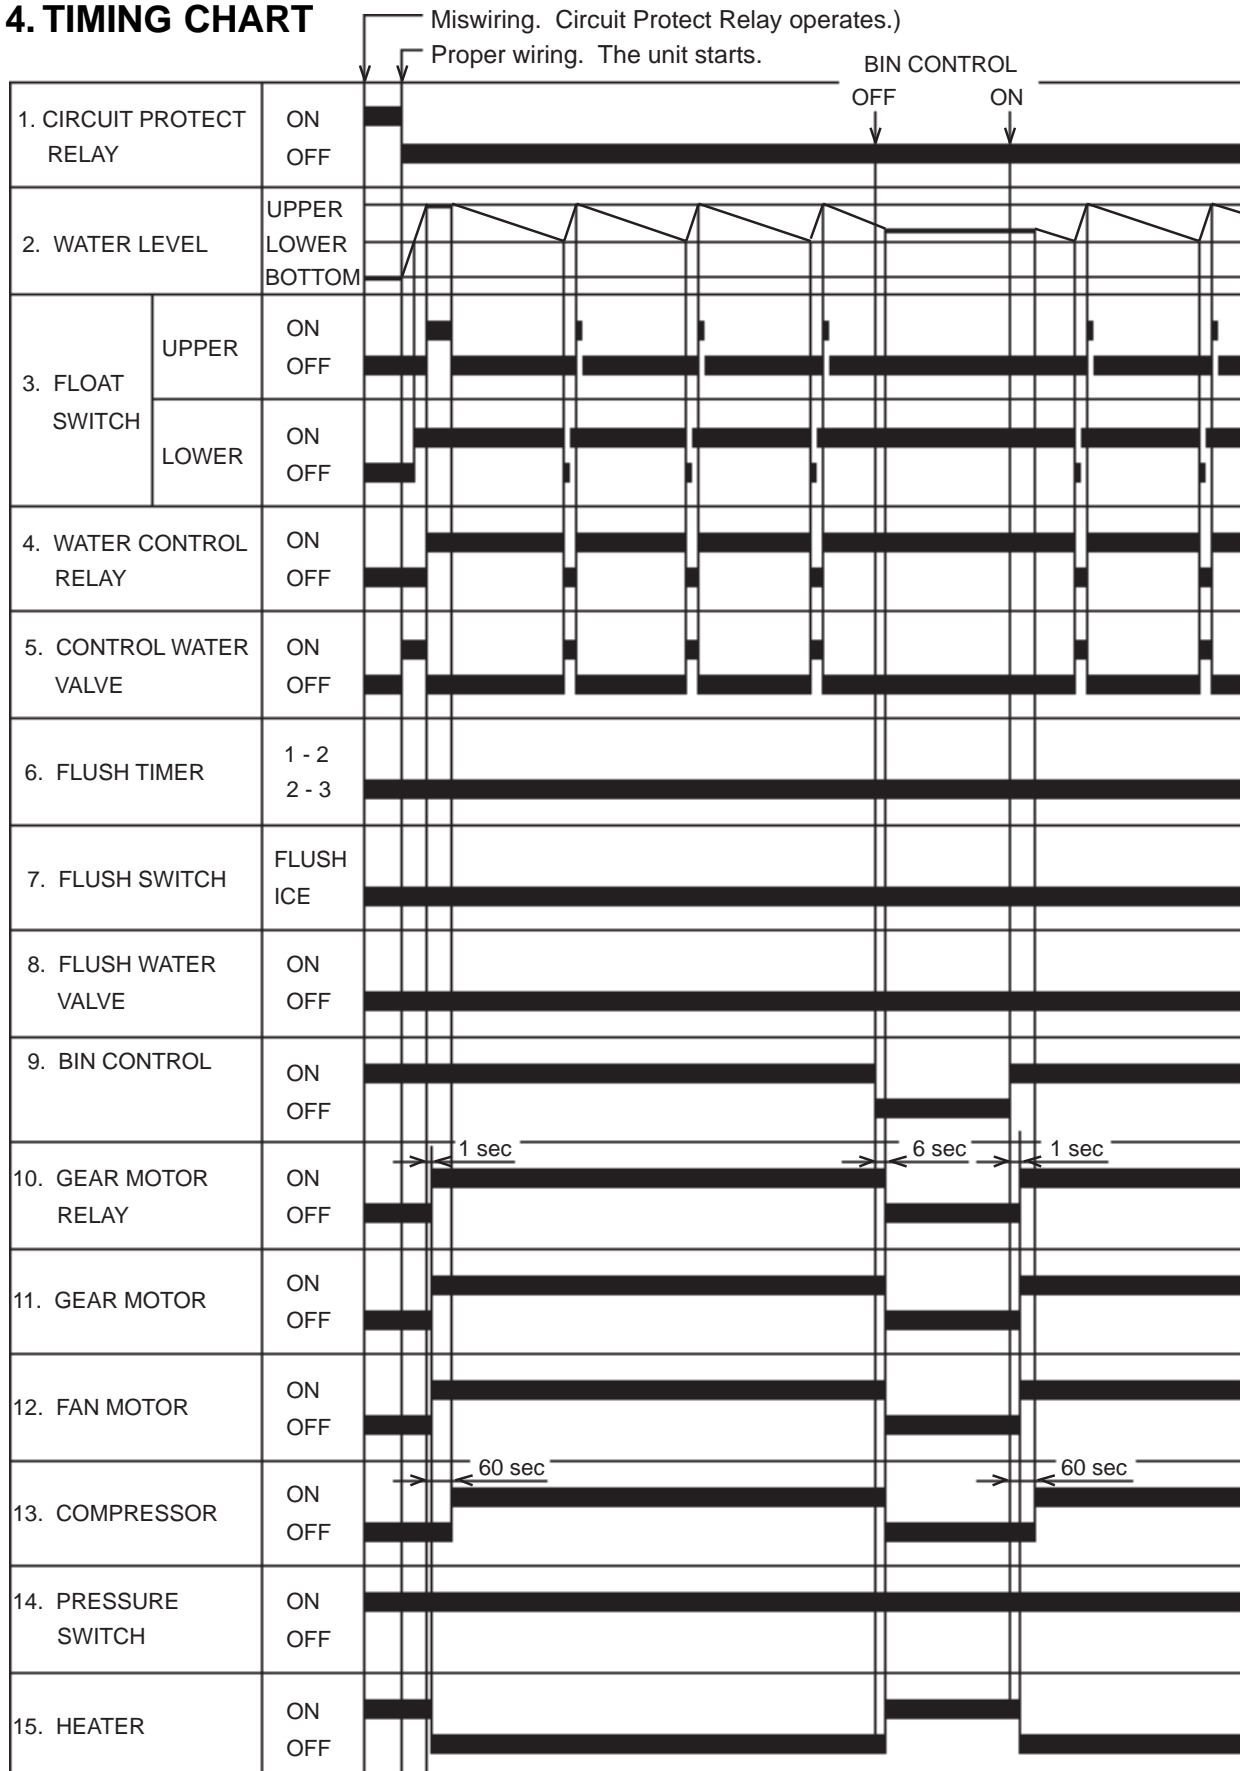 4. TIMING CHART
Miswiring. Circuit Protect Relay operates.)
Proper wiring. The unit starts.
BIN CONTROL
OFF ON
1. CIRCUIT PROTECT RELAY
ON
OFF
2. WATER LEVEL
UPPER
LOWER
BOTTOM
3. FLOAT SWITCH
UPPER
ON
OFF
LOWER
ON
OFF
4. WATER CONTROL RELAY
ON
OFF
5. CONTROL WATER VALVE
ON
OFF
6. FLUSH TIMER
1 - 2
2 - 3
7. FLUSH SWITCH
FLUSH
ICE
8. FLUSH WATER VALVE
ON
OFF
9. BIN CONTROL
ON
OFF
1 sec 6 sec 1 sec
10. GEAR MOTOR RELAY
ON
OFF
11. GEAR MOTOR
ON
OFF
12. FAN MOTOR
ON
OFF
60 sec 60 sec
13. COMPRESSOR
ON
OFF
14. PRESSURE SWITCH
ON
OFF
15. HEATER
ON
OFF